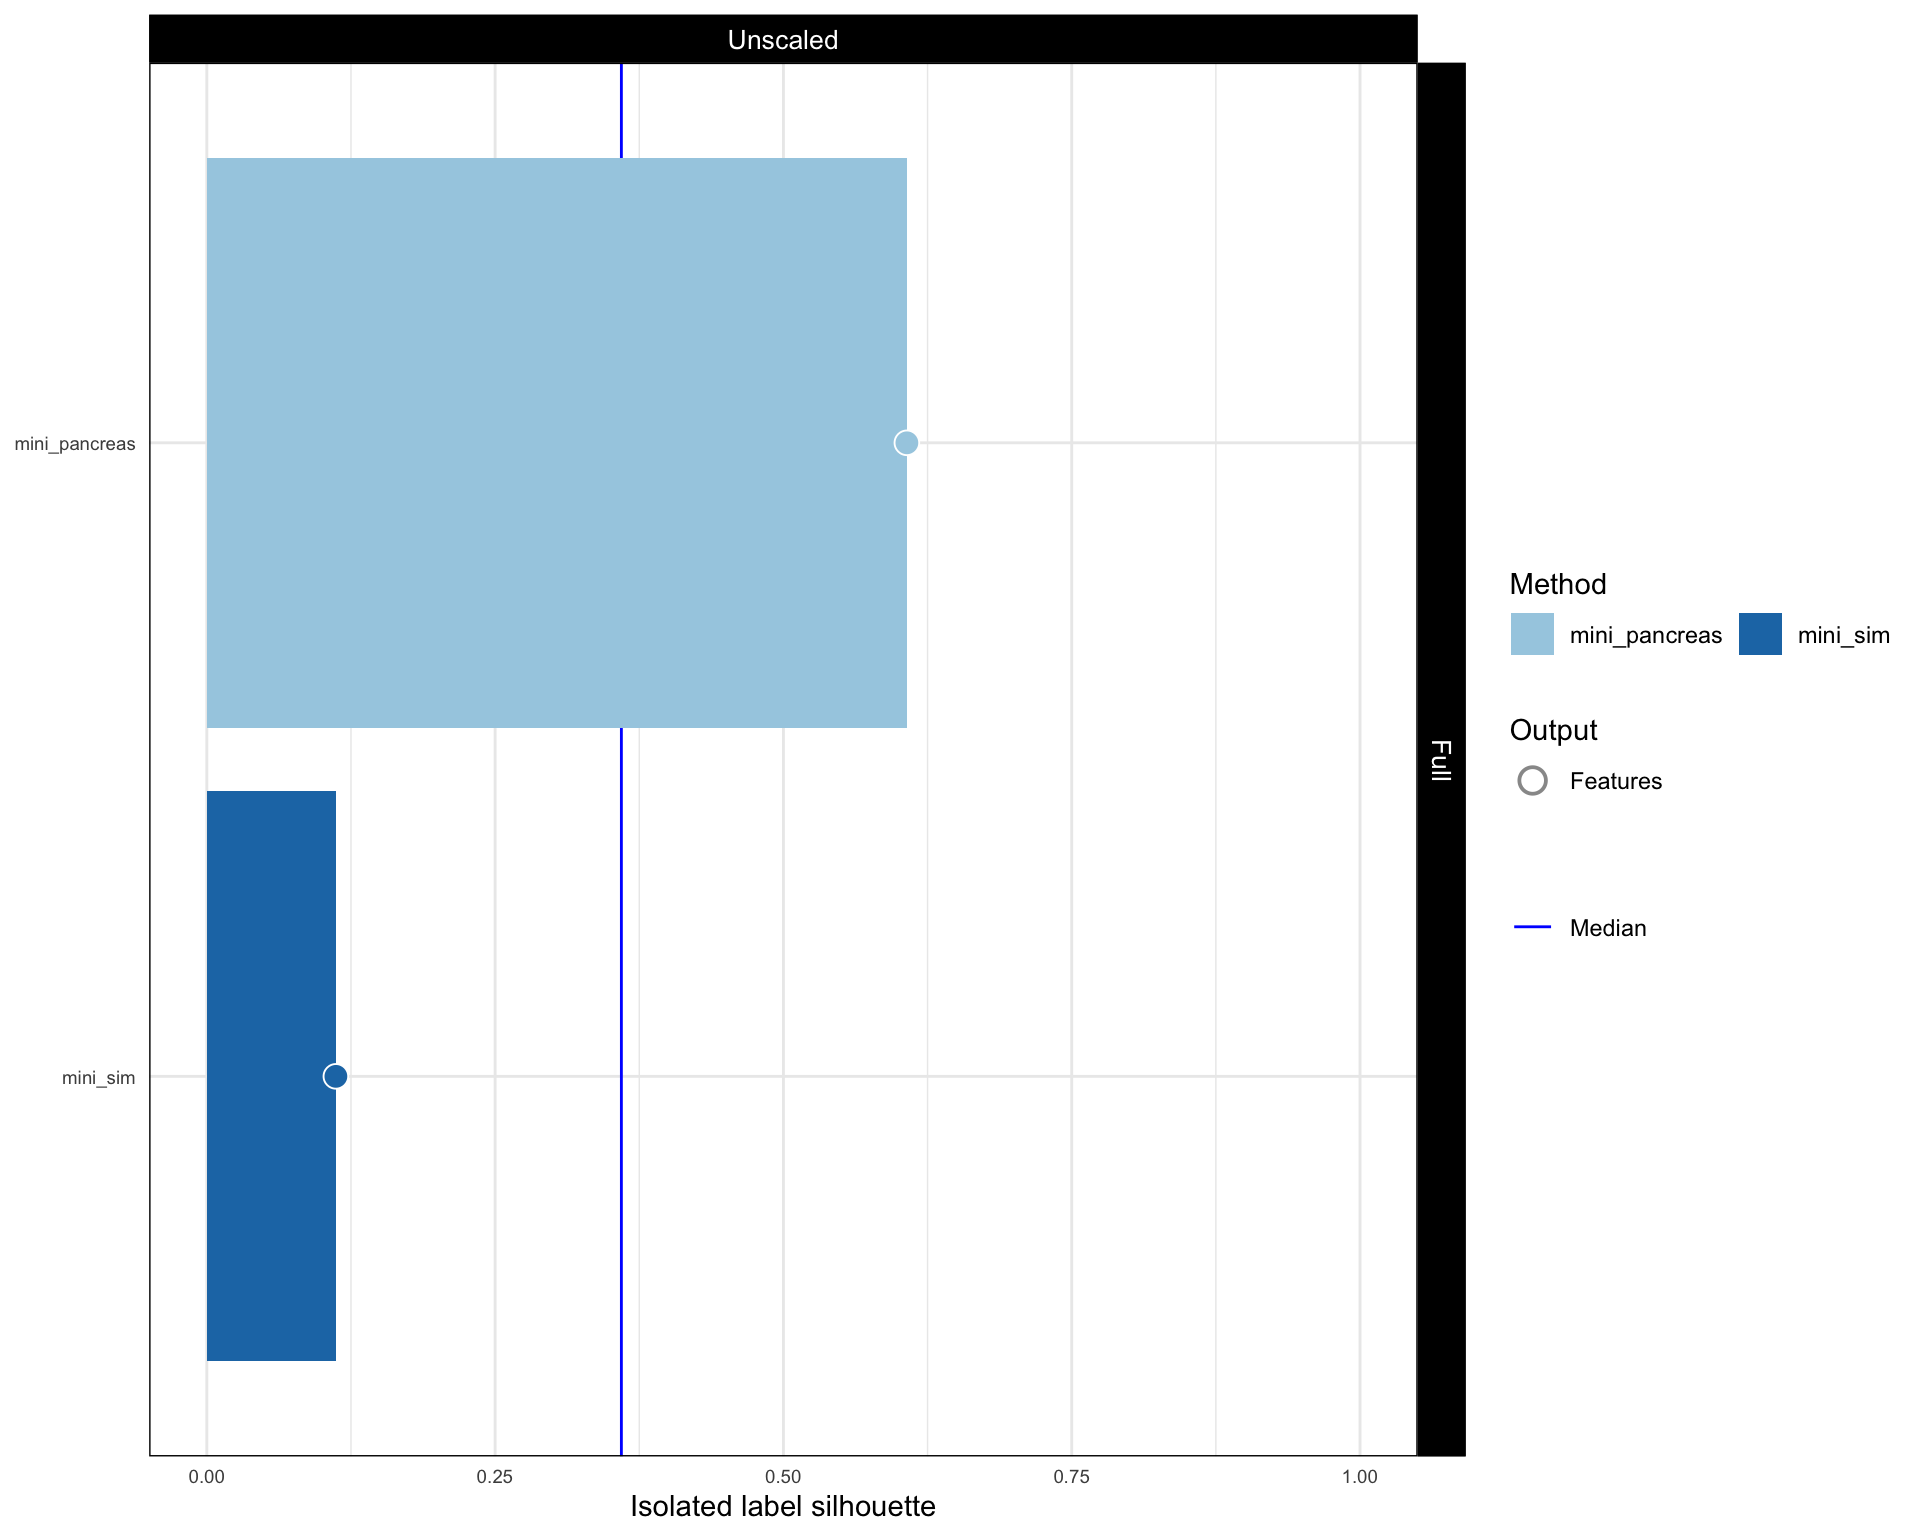 Unscaled
mini_pancreas
mini_sim
Full
0.00 0.25 0.50 0.75 1.00
Isolated label silhouette
Method
mini_pancreas mini_sim
Output
Features
Median